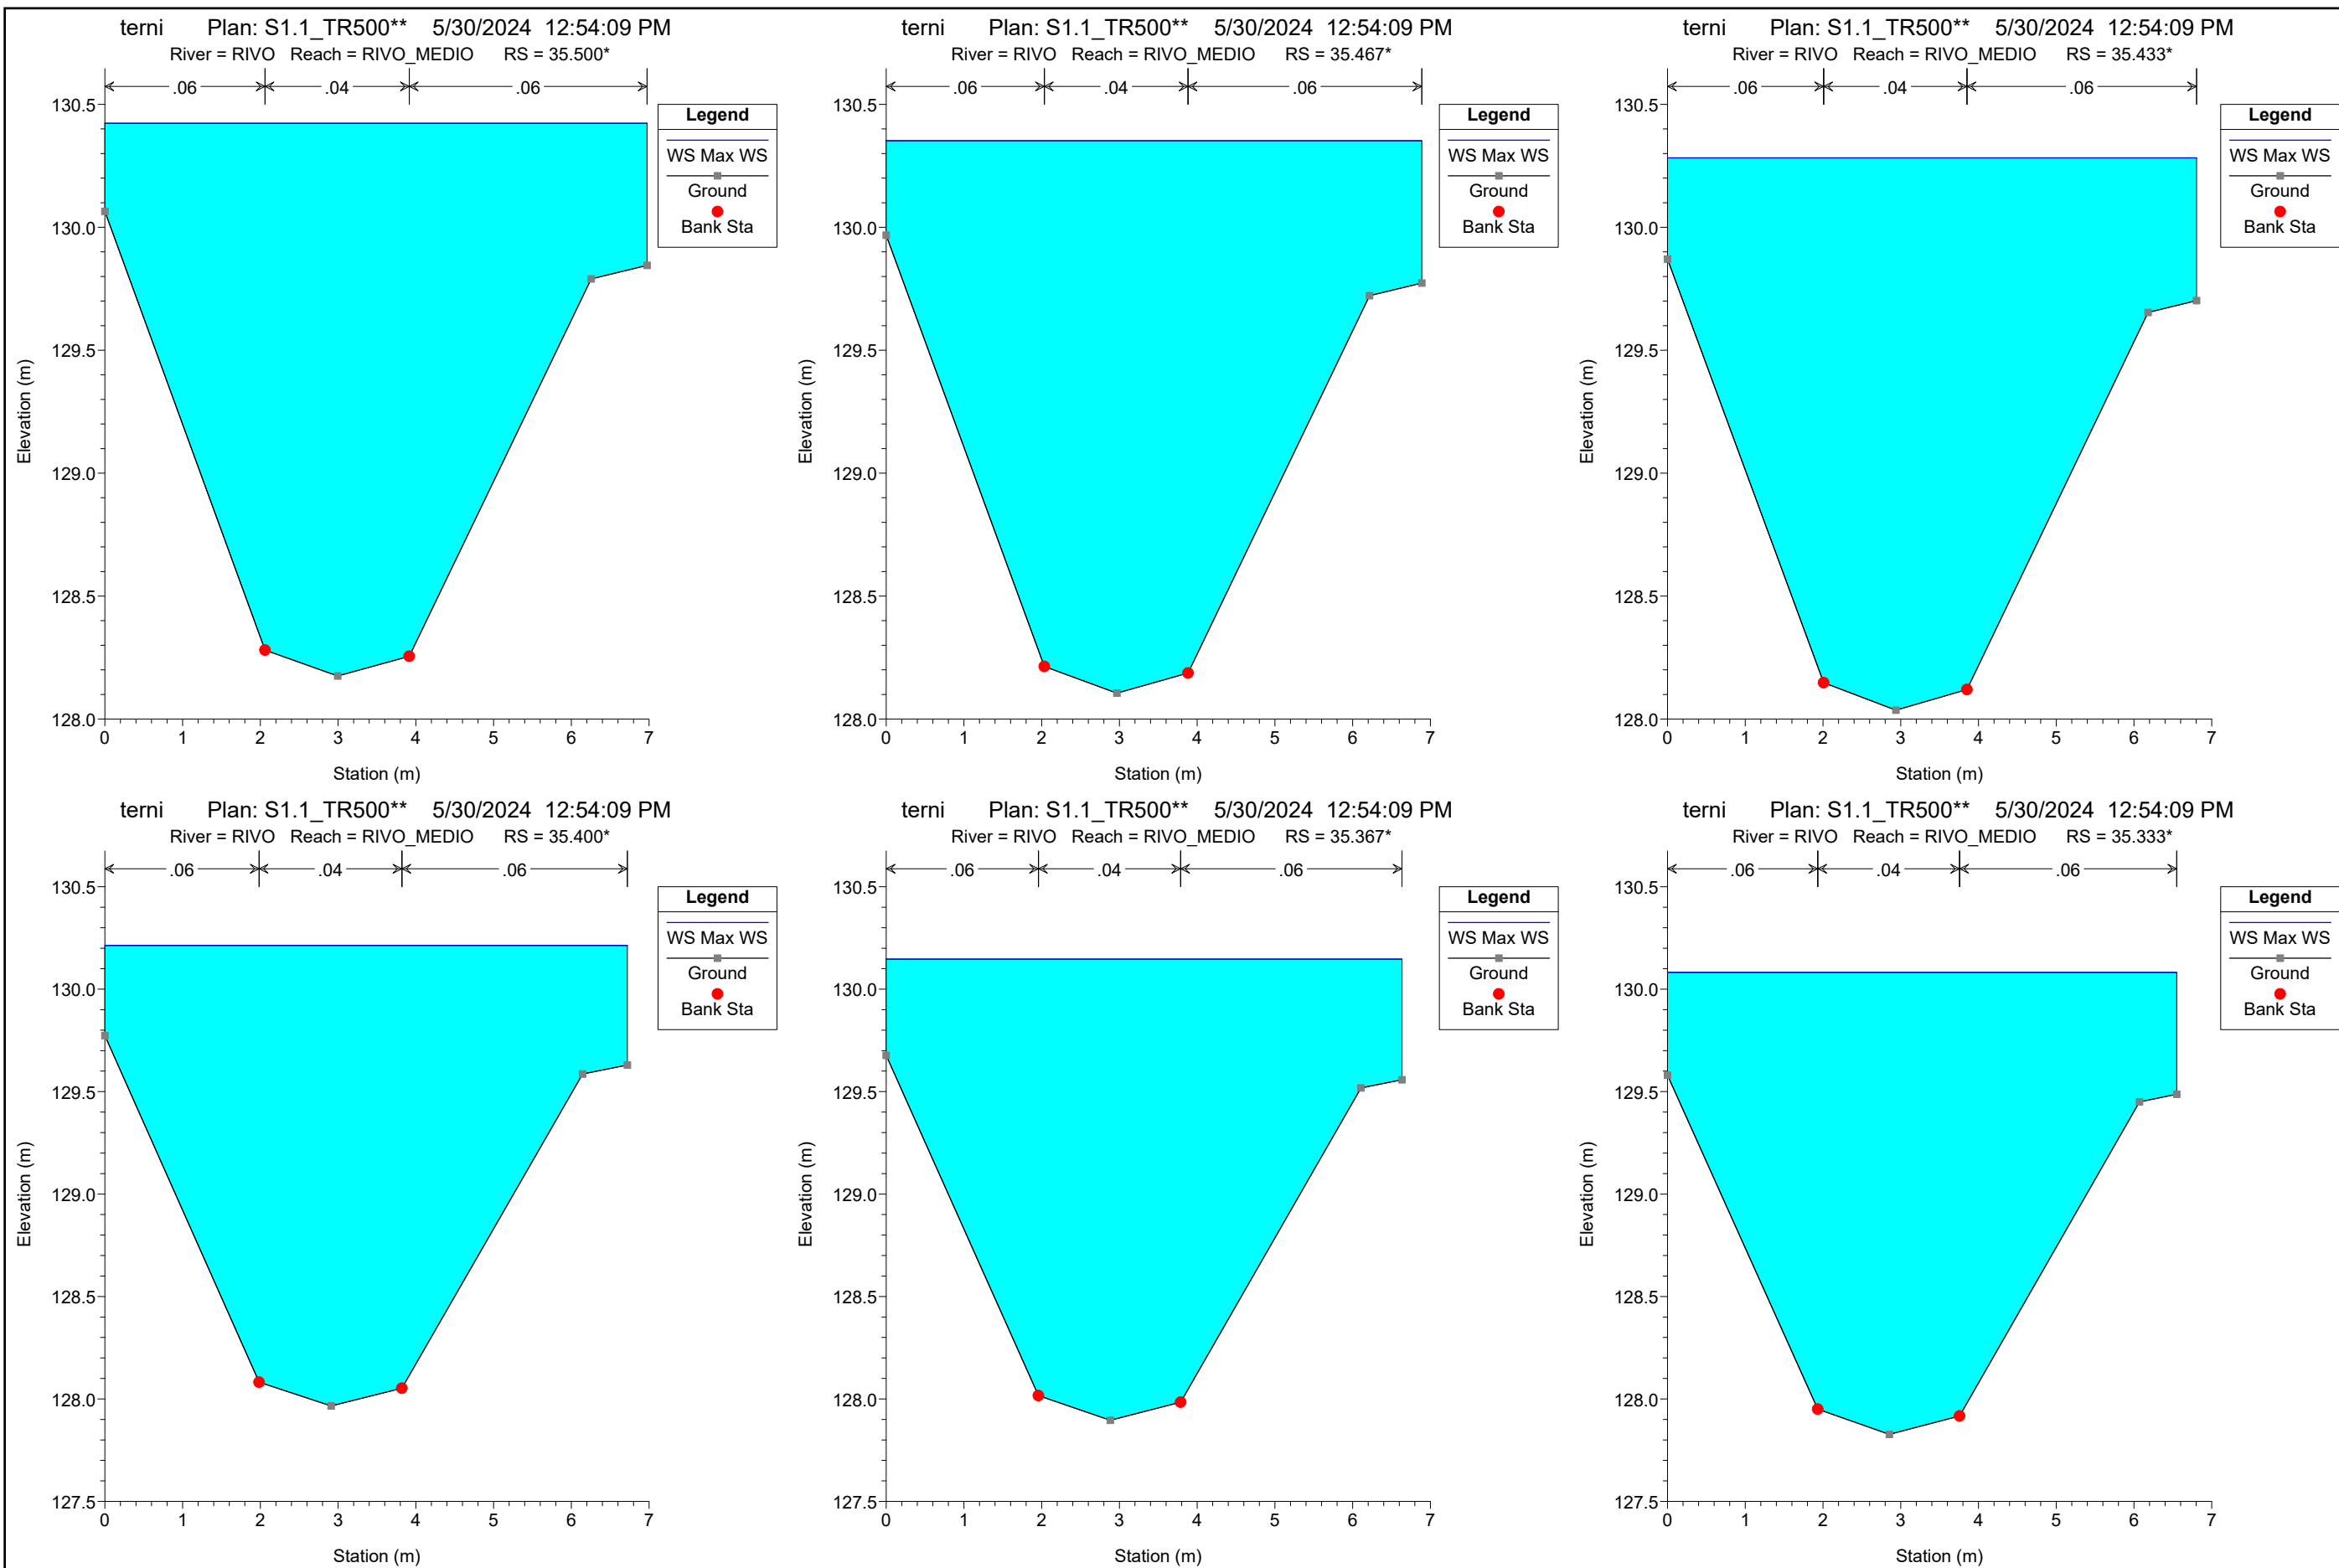 terni Plan: S1.1_TR500** 5/30/2024 12:54:09 PM
River = RIVO Reach = RIVO_MEDIO RS = 35.500*
.06 .04 .06
130.5
130.0
129.5
129.0
128.5
128.0
Elevation (m)
0 1 2 3 4 5 6 7
Station (m)
Legend
WS Max WS
Ground
Bank Sta
terni Plan: S1.1_TR500** 5/30/2024 12:54:09 PM
River = RIVO Reach = RIVO_MEDIO RS = 35.467*
.06 .04 .06
130.5
130.0
129.5
129.0
128.5
128.0
Elevation (m)
0 1 2 3 4 5 6 7
Station (m)
Legend
WS Max WS
Ground
Bank Sta
terni Plan: S1.1_TR500** 5/30/2024 12:54:09 PM
River = RIVO Reach = RIVO_MEDIO RS = 35.433*
.06 .04 .06
130.5
130.0
129.5
129.0
128.5
128.0
Elevation (m)
0 1 2 3 4 5 6 7
Station (m)
Legend
WS Max WS
Ground
Bank Sta
terni Plan: S1.1_TR500** 5/30/2024 12:54:09 PM
River = RIVO Reach = RIVO_MEDIO RS = 35.400*
.06 .04 .06
130.5
130.0
129.5
129.0
128.5
128.0
127.5
Elevation (m)
0 1 2 3 4 5 6 7
Station (m)
Legend
WS Max WS
Ground
Bank Sta
terni Plan: S1.1_TR500** 5/30/2024 12:54:09 PM
River = RIVO Reach = RIVO_MEDIO RS = 35.367*
.06 .04 .06
130.5
130.0
129.5
129.0
128.5
128.0
127.5
Elevation (m)
0 1 2 3 4 5 6 7
Station (m)
Legend
WS Max WS
Ground
Bank Sta
terni Plan: S1.1_TR500** 5/30/2024 12:54:09 PM
River = RIVO Reach = RIVO_MEDIO RS = 35.333*
.06 .04 .06
130.5
130.0
129.5
129.0
128.5
128.0
127.5
Elevation (m)
0 1 2 3 4 5 6 7
Station (m)
Legend
WS Max WS
Ground
Bank Sta